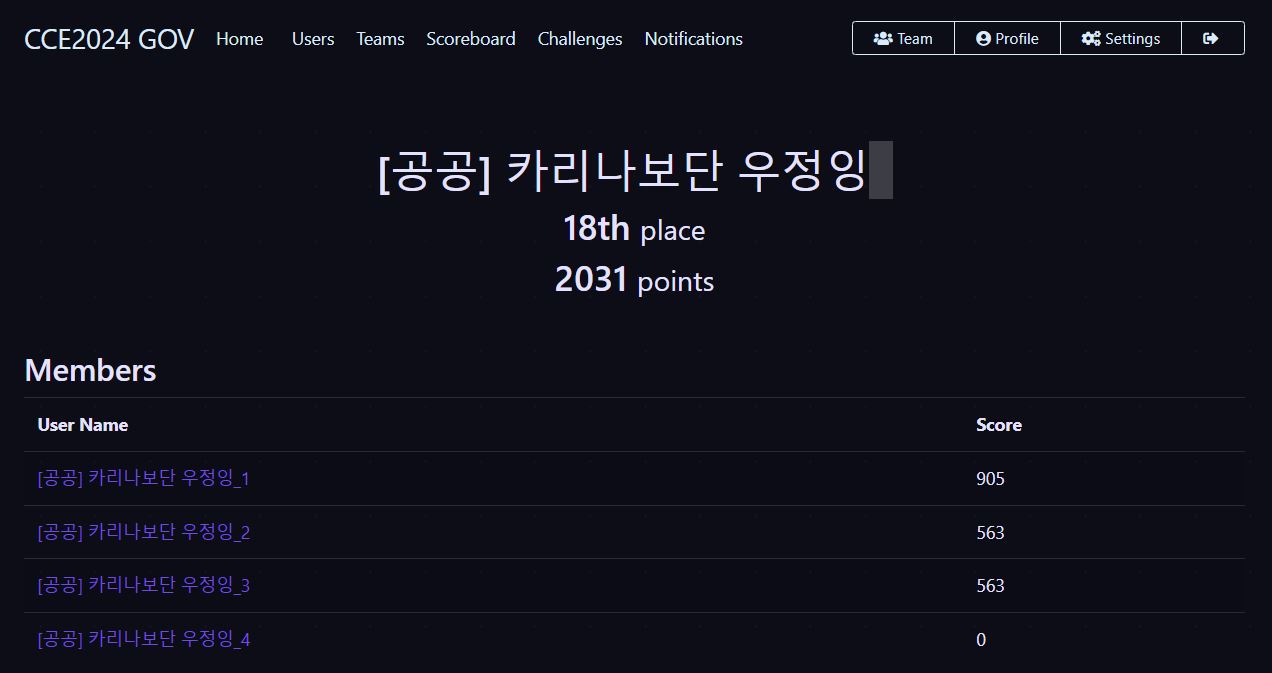 CCE2024 GOV Home Users Teams Scoreboard Challenges Notifications Team Profile Settings
[공공] 카리나보단 우정잉
18th place
2031 points
Members
User Name Score
[공공] 카리나보단 우정잉_1 905
[공공] 카리나보단 우정잉_2 563
[공공] 카리나보단 우정잉_3 563
[공공] 카리나보단 우정잉_4 0